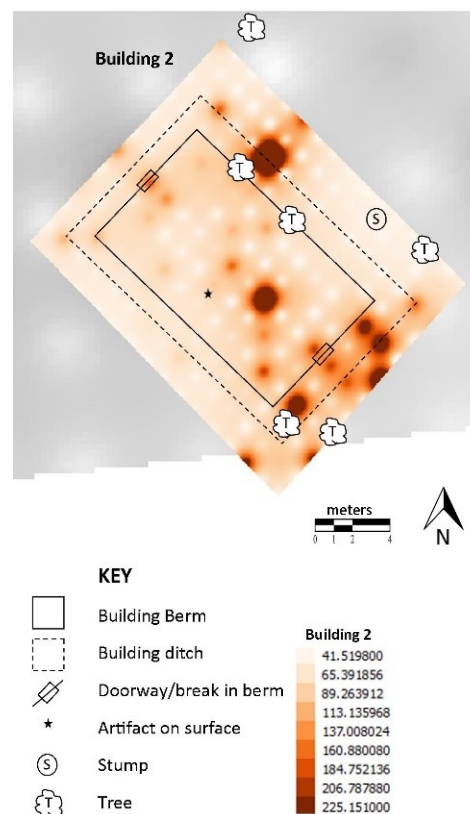 T
Building 2
T
T
S
T
T
T
meters
0 1 2 4
N
KEY
Building Berm
Building ditch
Doorway/break in berm
Artifact on surface
S Stump
T Tree
Building 2
41.519800
65.391856
89.263912
113.135968
137.008024
160.880080
184.752136
206.787880
225.151000